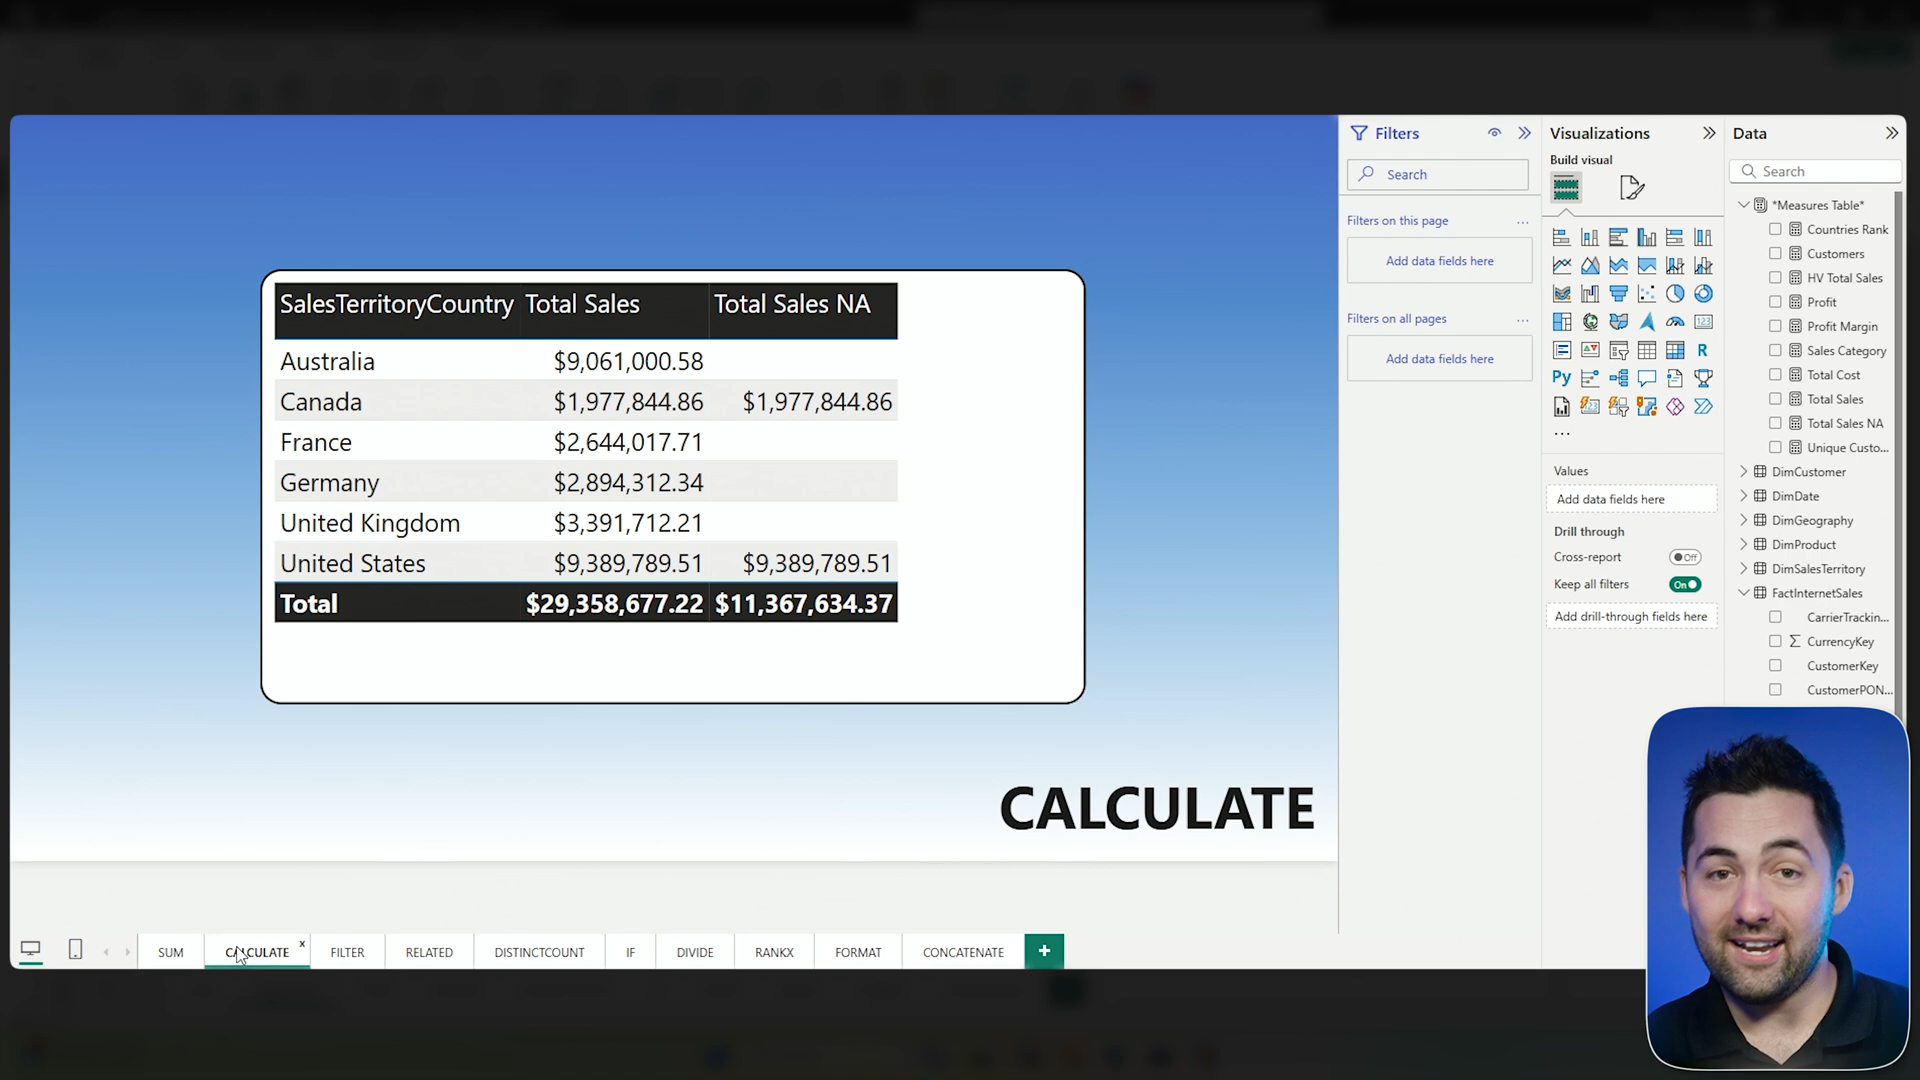 SalesTerritoryCountry Total Sales Total Sales NA
Australia $9,061,000.58
Canada $1,977,844.86 $1,977,844.86
France $2,644,017.71
Germany $2,894,312.34
United Kingdom $3,391,712.21
United States $9,389,789.51 $9,389,789.51
Total $29,358,677.22 $11,367,634.37
CALCULATE
SUM CALCULATE x FILTER RELATED DISTINCTCOUNT IF DIVIDE RANKX FORMAT CONCATENATE +
Filters
Search
Filters on this page ...
Add data fields here
Filters on all pages ...
Add data fields here
Visualizations
Build visual
123
R
Py
...
Values
Add data fields here
Drill through
Cross-report Off
Keep all filters On
Add drill-through fields here
Data
Search
*Measures Table*
Countries Rank
Customers
HV Total Sales
Profit
Profit Margin
Sales Category
Total Cost
Total Sales
Total Sales NA
Unique Custo...
DimCustomer
DimDate
DimGeography
DimProduct
DimSalesTerritory
FactInternetSales
CarrierTrackin...
Σ CurrencyKey
CustomerKey
CustomerPON...